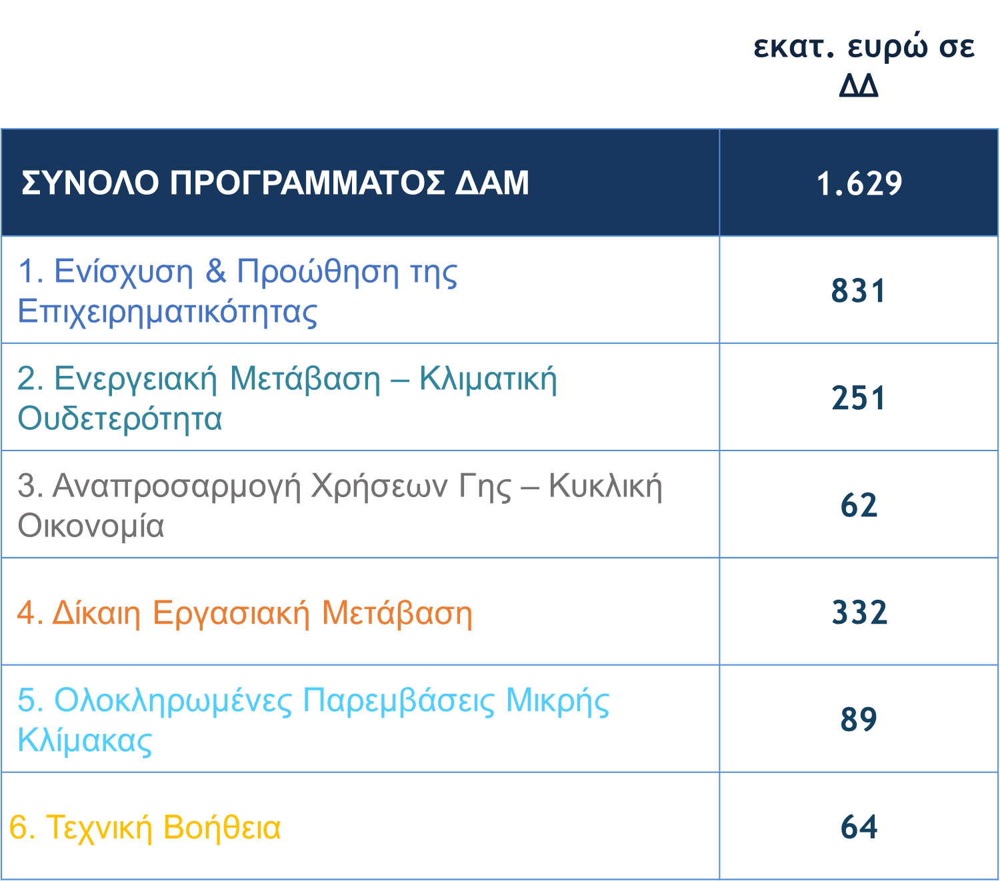 εκατ. ευρώ σε
ΔΔ
ΣΥΝΟΛΟ ΠΡΟΓΡΑΜΜΑΤΟΣ ΔΑΜ 1.629
1. Ενίσχυση & Προώθηση της
Επιχειρηματικότητας
831
2. Ενεργειακή Μετάβαση – Κλιματική
Ουδετερότητα
251
3. Αναπροσαρμογή Χρήσεων Γης – Κυκλική
Οικονομία
62
4. Δίκαιη Εργασιακή Μετάβαση 332
5. Ολοκληρωμένες Παρεμβάσεις Μικρής
Κλίμακας
89
6. Τεχνική Βοήθεια 64